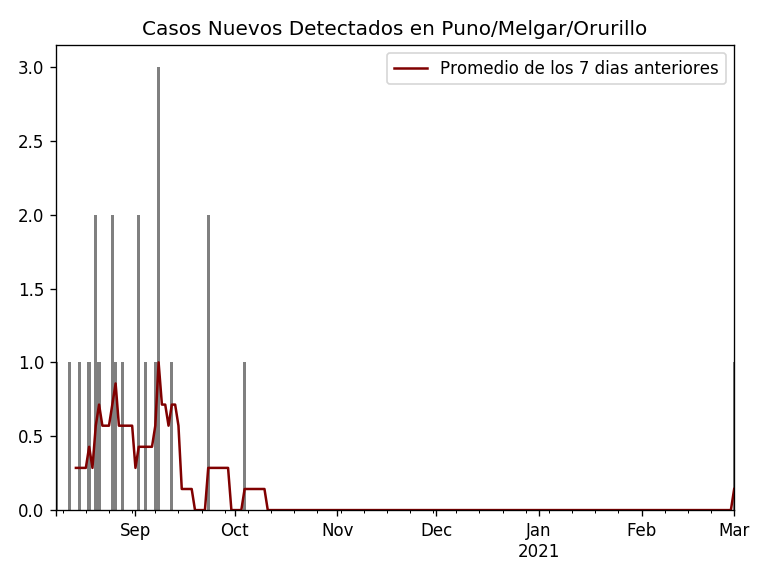 Casos Nuevos Detectados en Puno/Melgar/Orurillo
Promedio de los 7 dias anteriores
3.0
2.5
2.0
1.5
1.0
0.5
0.0
Sep Oct Nov Dec Jan Feb Mar
2021